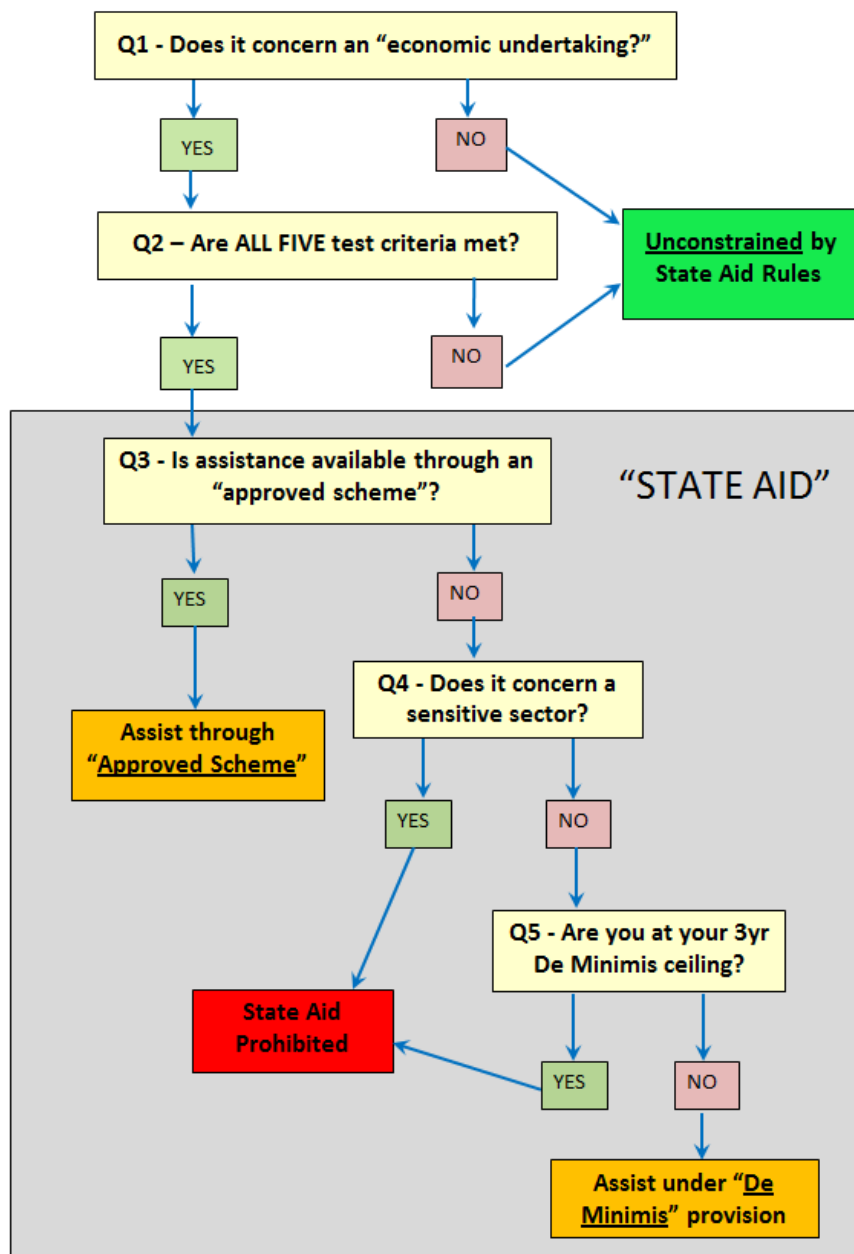 Q1 - Does it concern an “economic undertaking?”
YES
NO
Q2 – Are ALL FIVE test criteria met?
Unconstrained by
State Aid Rules
YES
NO
Q3 - Is assistance available through an
“approved scheme”?
“STATE AID”
YES
NO
Q4 - Does it concern a
sensitive sector?
Assist through
“Approved Scheme”
YES
NO
Q5 - Are you at your 3yr
De Minimis ceiling?
State Aid
Prohibited
YES
NO
Assist under “De
Minimis” provision